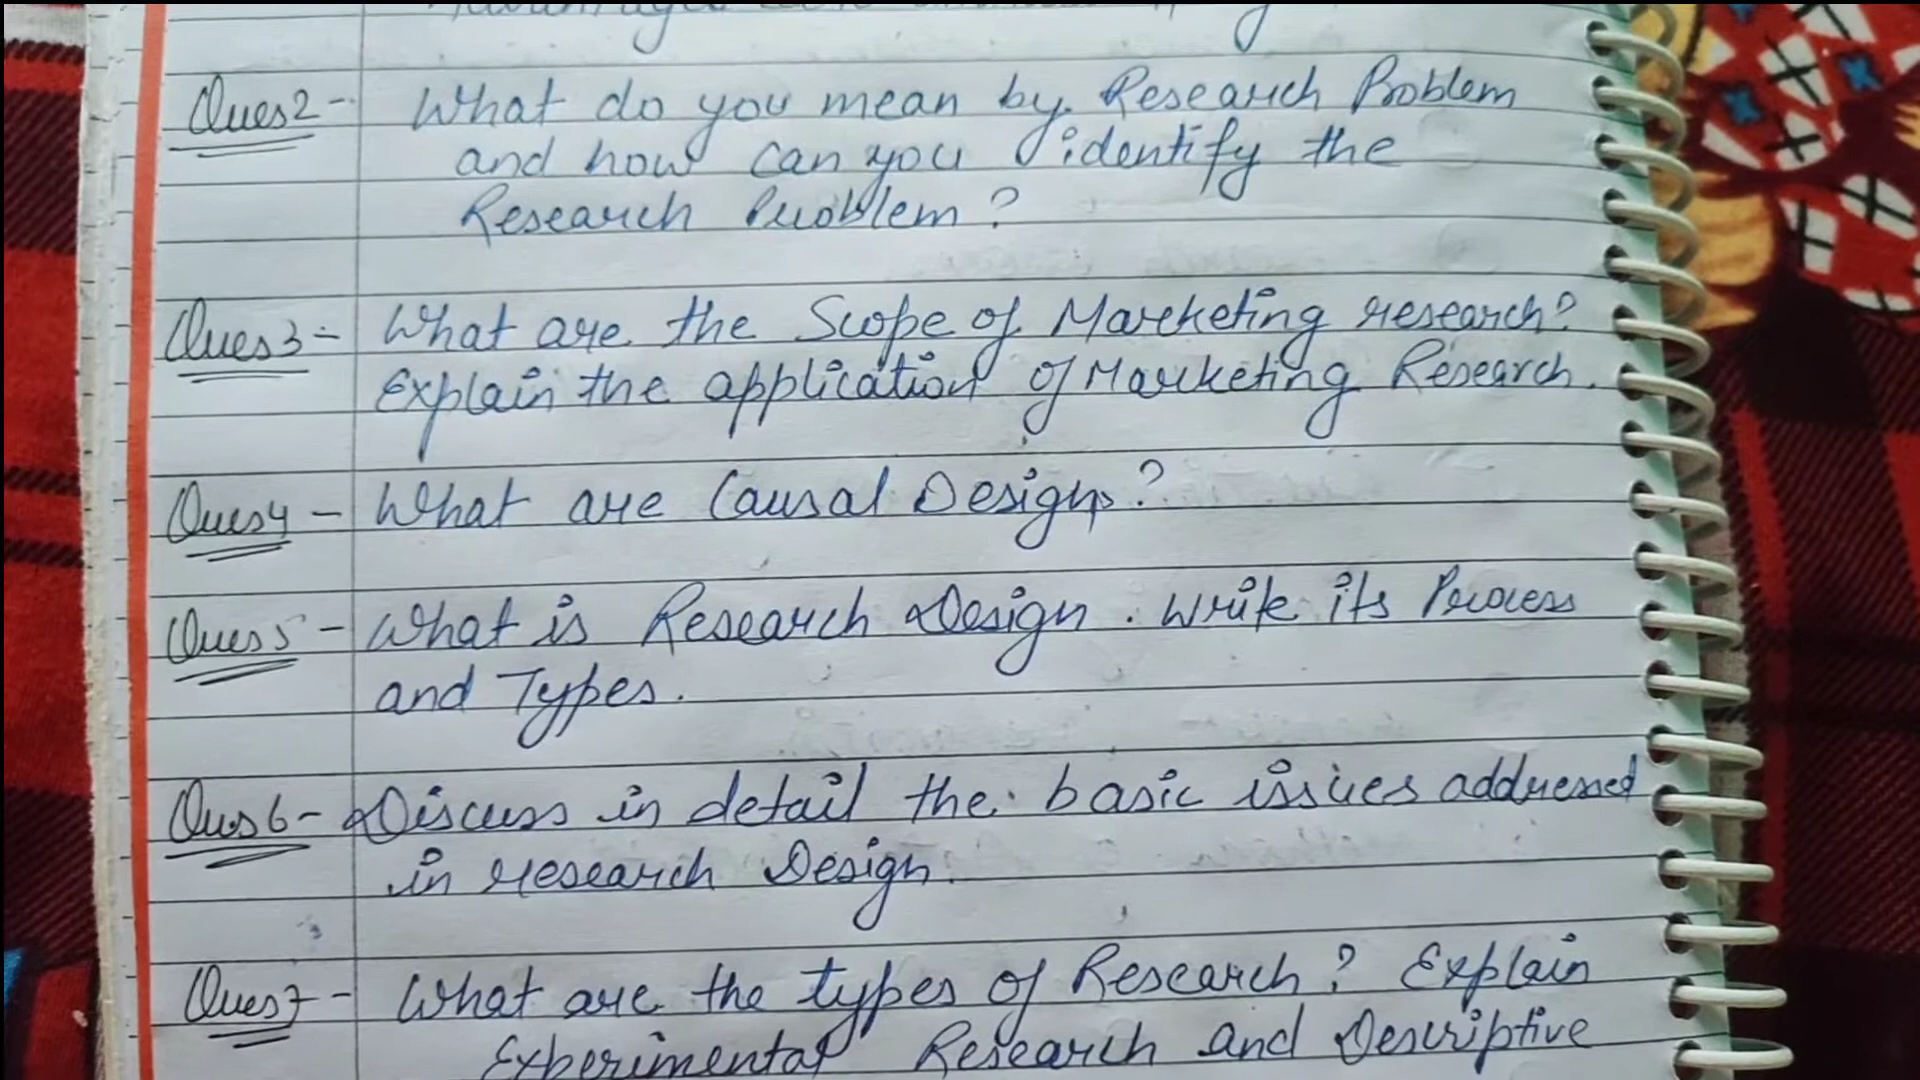 Ques2- What do you mean by Research Problem
and how can you identify the
Research Problem?
Ques3- What are the Scope of Marketing research?
Explain the application of Marketing Research.
Ques4 - What are Causal Designs?
Ques5 - What is Research Design. Write its Process
and Types.
Ques6- Discuss in detail the basic issues addressed
in research Design.
Ques7- What are the types of Research? Explain
Experimental Research and Descriptive